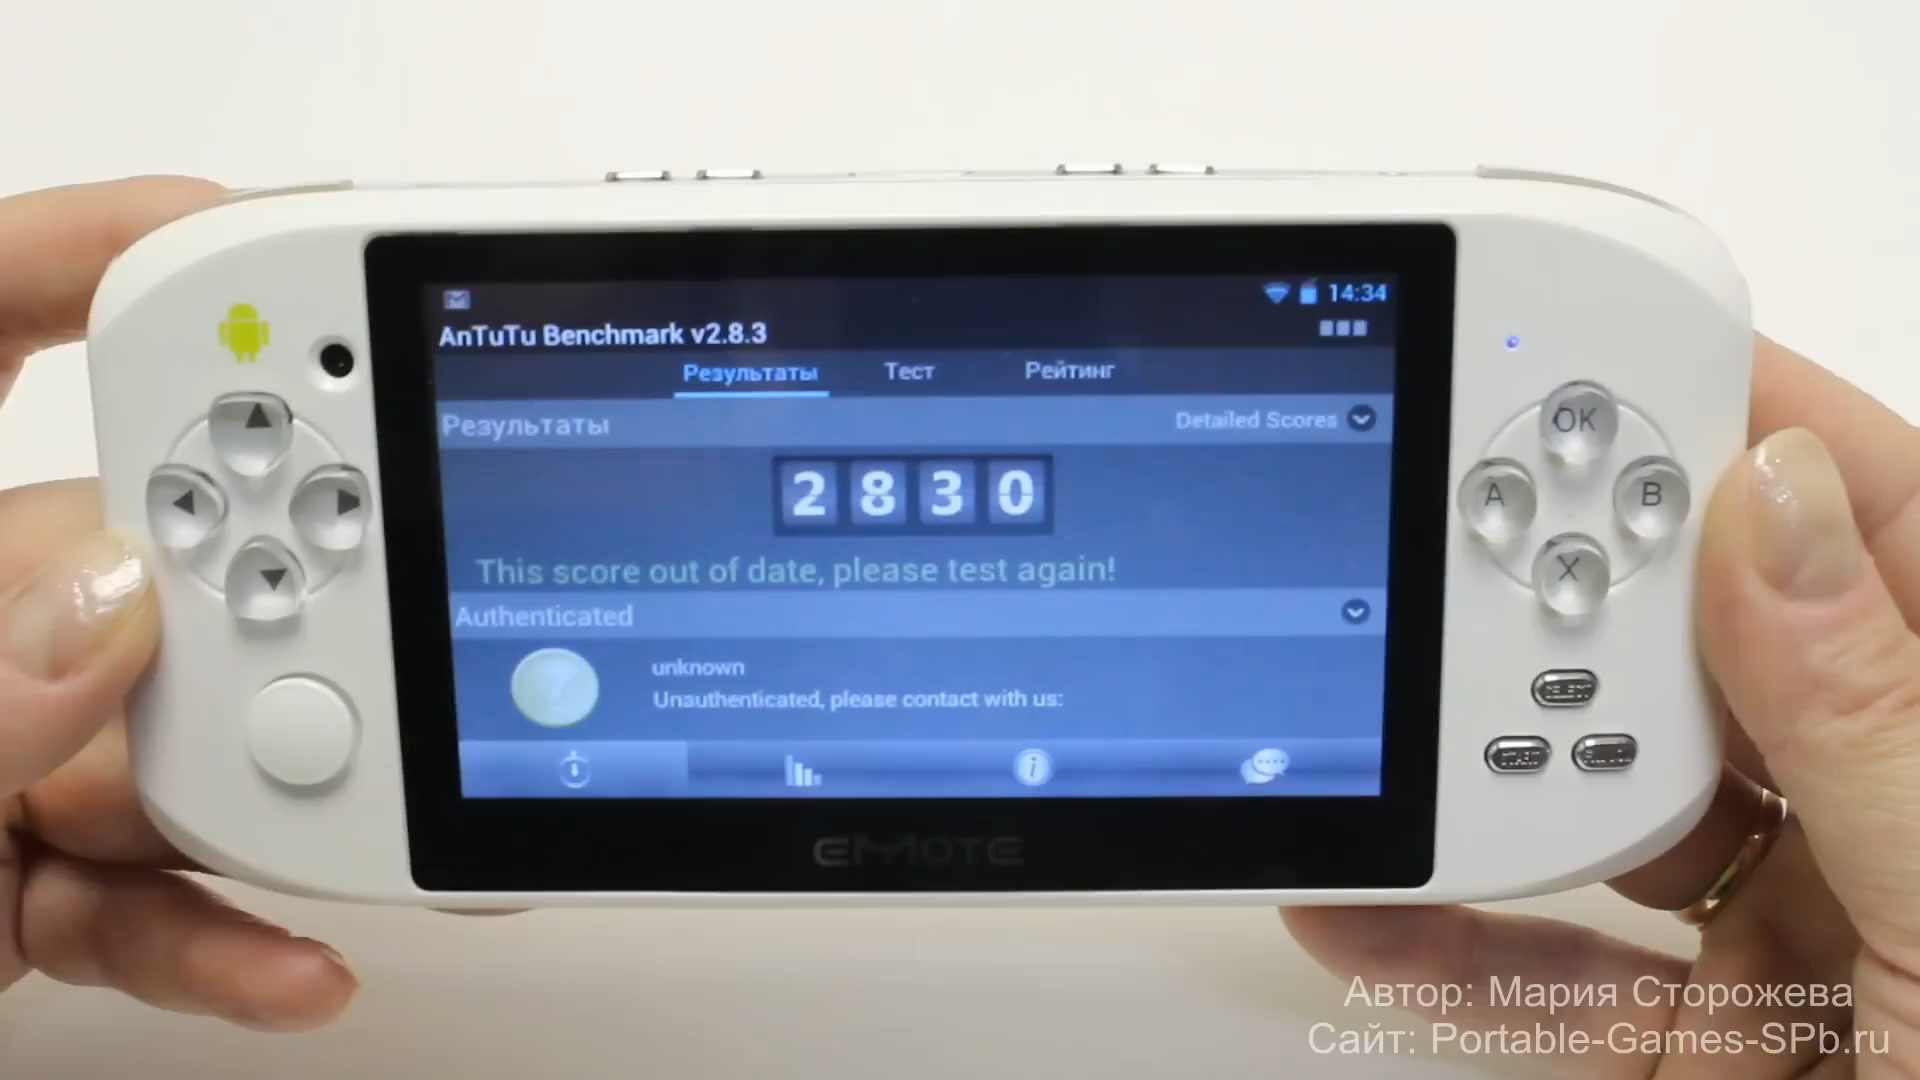 14:34
AnTuTu Benchmark v2.8.3
Результаты Тест Рейтинг
Результаты Detailed Scores
2830
This score out of date, please test again!
Authenticated
unknown
Unauthenticated, please contact with us:
OK
A B
X
SELECT
START
eMOTE
Автор: Мария Сторожева
Сайт: Portable-Games-SPb.ru